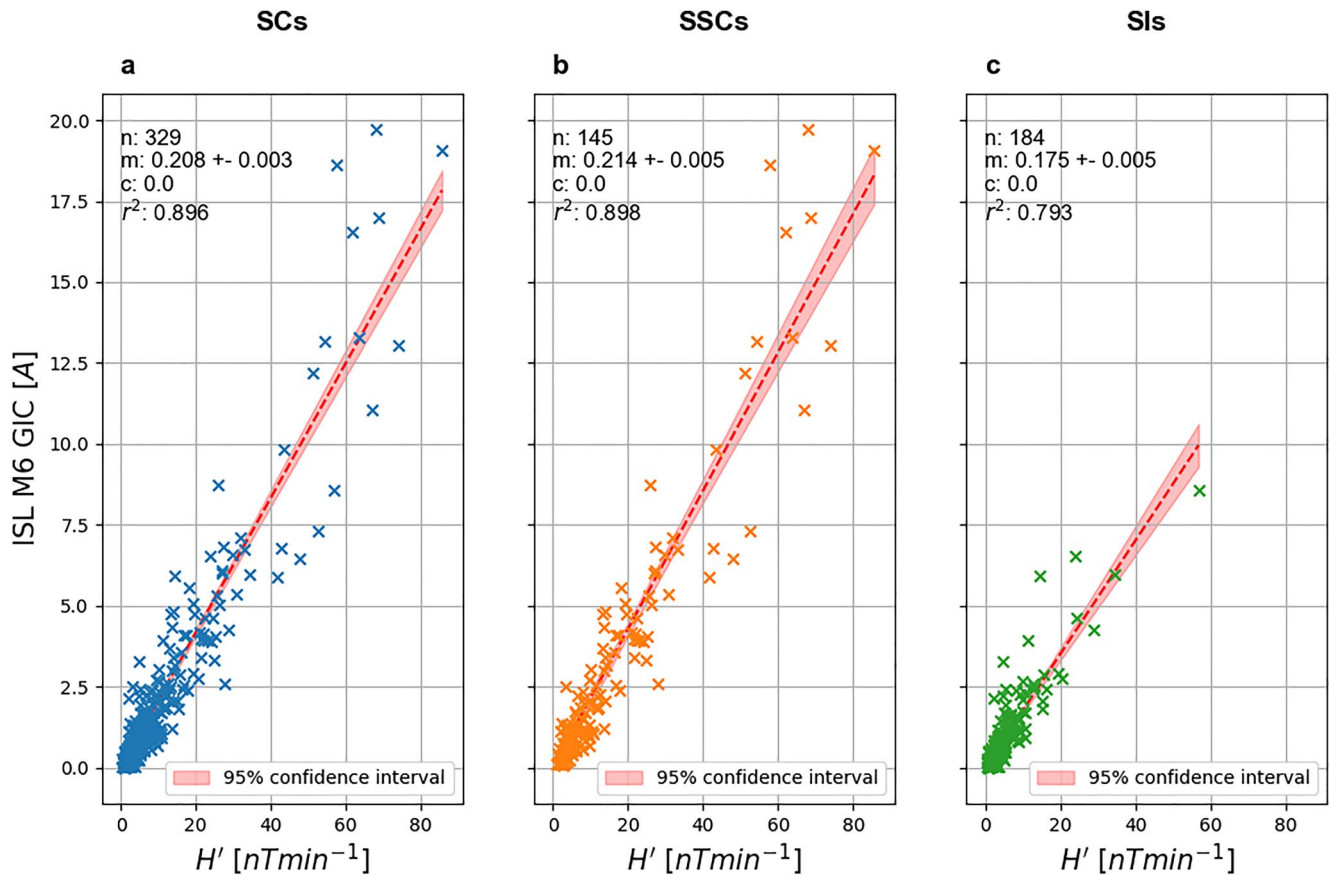 SCs
SSCs
SIs
a
b
c
n: 329
m: 0.208 +- 0.003
c: 0.0
r²: 0.896
n: 145
m: 0.214 +- 0.005
c: 0.0
r²: 0.898
n: 184
m: 0.175 +- 0.005
c: 0.0
r²: 0.793
ISL M6 GIC [A]
20.0
17.5
15.0
12.5
10.0
7.5
5.0
2.5
0.0
95% confidence interval
95% confidence interval
95% confidence interval
0 20 40 60 80
0 20 40 60 80
0 20 40 60 80
H′ [nTmin⁻¹]
H′ [nTmin⁻¹]
H′ [nTmin⁻¹]